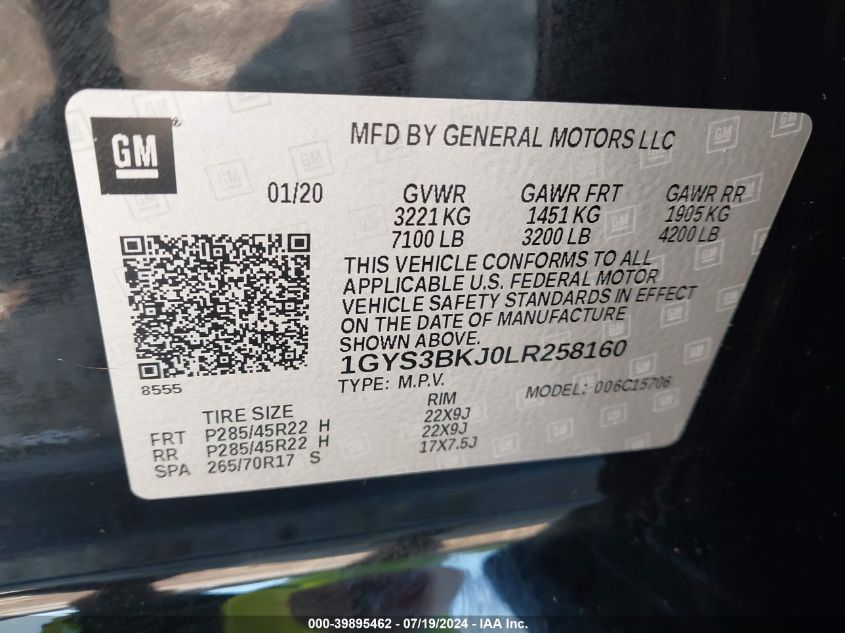 GM®
MFD BY GENERAL MOTORS LLC
01/20 GVWR GAWR FRT GAWR RR
3221 KG 1451 KG 1905 KG
7100 LB 3200 LB 4200 LB
THIS VEHICLE CONFORMS TO ALL
APPLICABLE U.S. FEDERAL MOTOR
VEHICLE SAFETY STANDARDS IN EFFECT
ON THE DATE OF MANUFACTURE
SHOWN ABOVE.
1GYS3BKJ0LR258160
8555
TYPE: M.P.V. MODEL: 006C15706
TIRE SIZE RIM
FRT P285/45R22 H 22X9J
RR P285/45R22 H 22X9J
SPA 265/70R17 S 17X7.5J
000-39895462 / 07/19/2024 - IAA Inc.